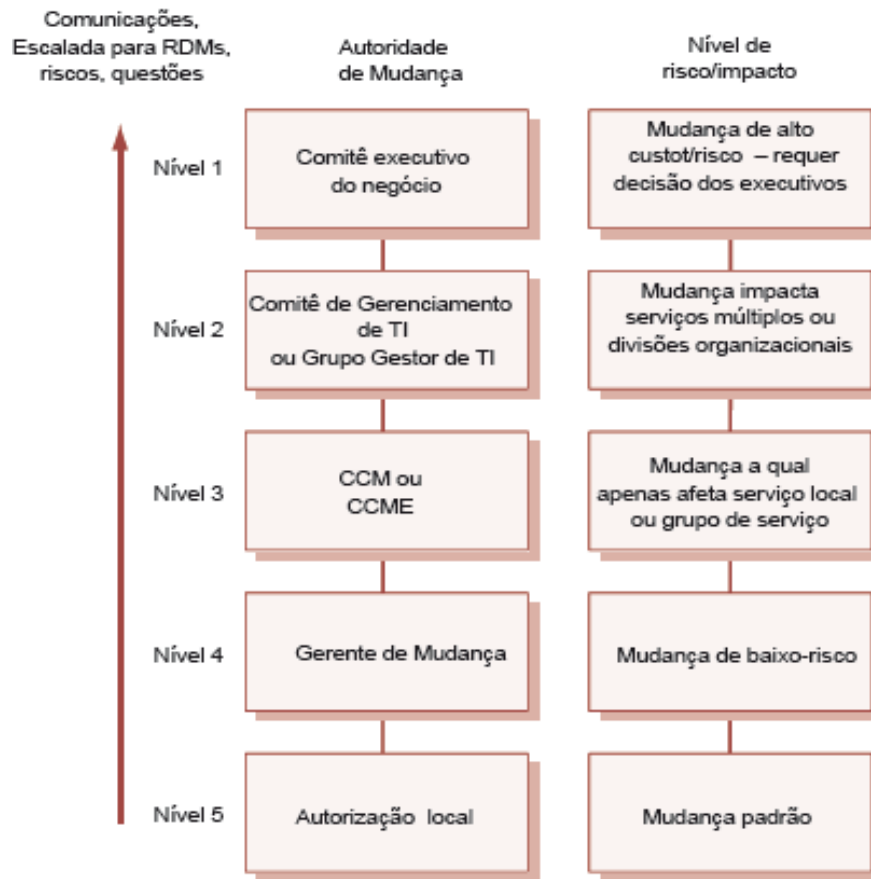 Comunicações,
Escalada para RDMs,
riscos, questões
Autoridade
de Mudança
Nível de
risco/impacto
Nível 1
Comitê executivo
do negócio
Mudança de alto
custot/risco – requer
decisão dos executivos
Nível 2
Comitê de Gerenciamento
de TI
ou Grupo Gestor de TI
Mudança impacta
serviços múltiplos ou
divisões organizacionais
Nível 3
CCM ou
CCME
Mudança a qual
apenas afeta serviço local
ou grupo de serviço
Nível 4
Gerente de Mudança
Mudança de baixo-risco
Nível 5
Autorização local
Mudança padrão